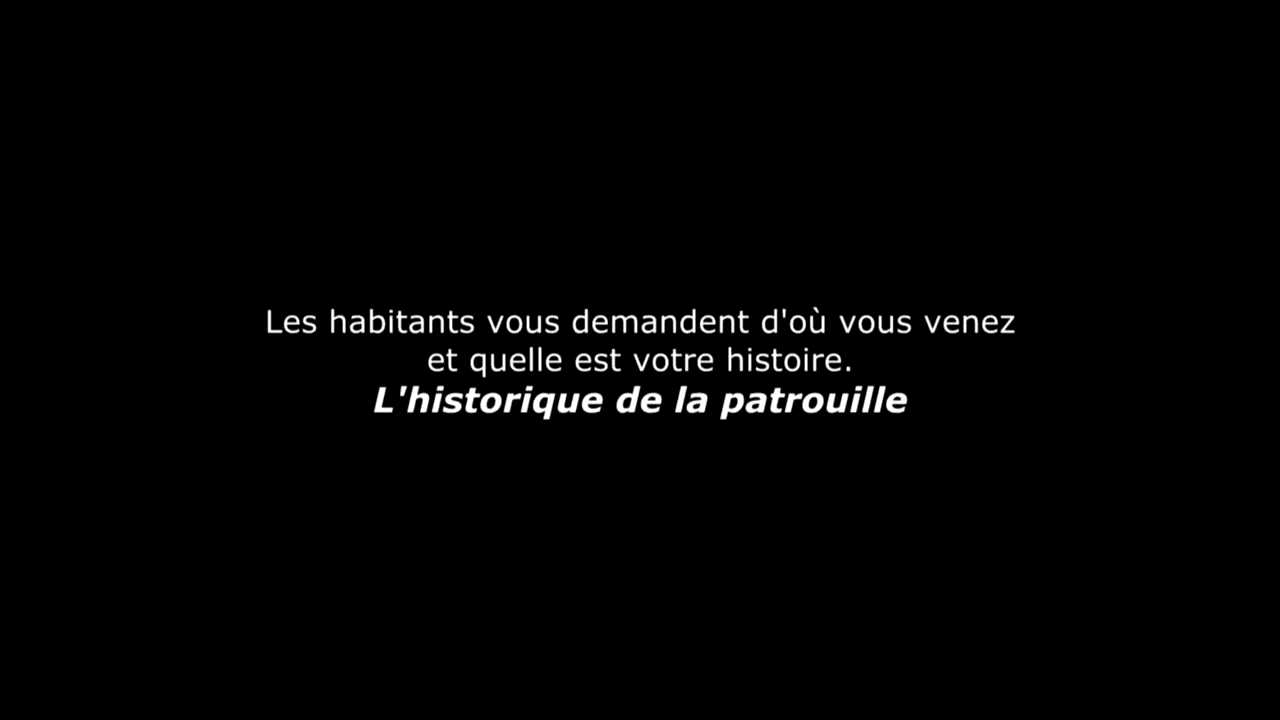 Les habitants vous demandent d'où vous venez
et quelle est votre histoire.
L'historique de la patrouille